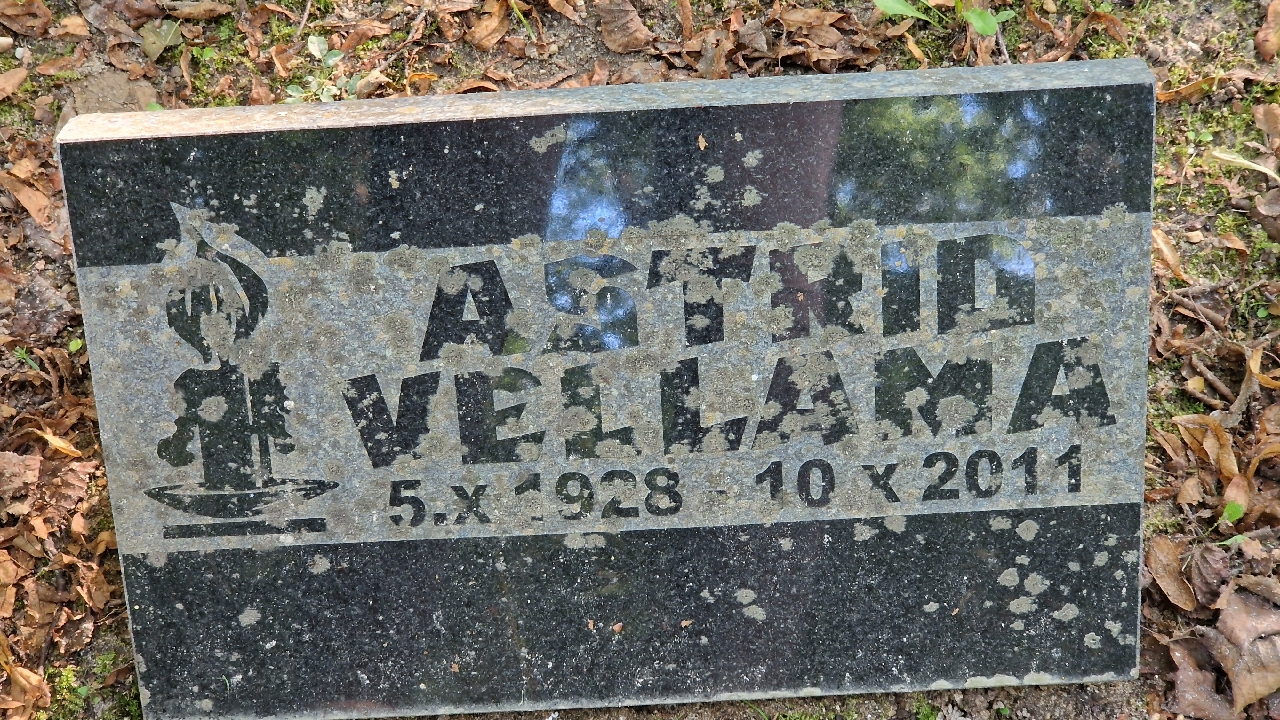 ASTRID
VELLAMA
5.x 1928 - 10 x 2011